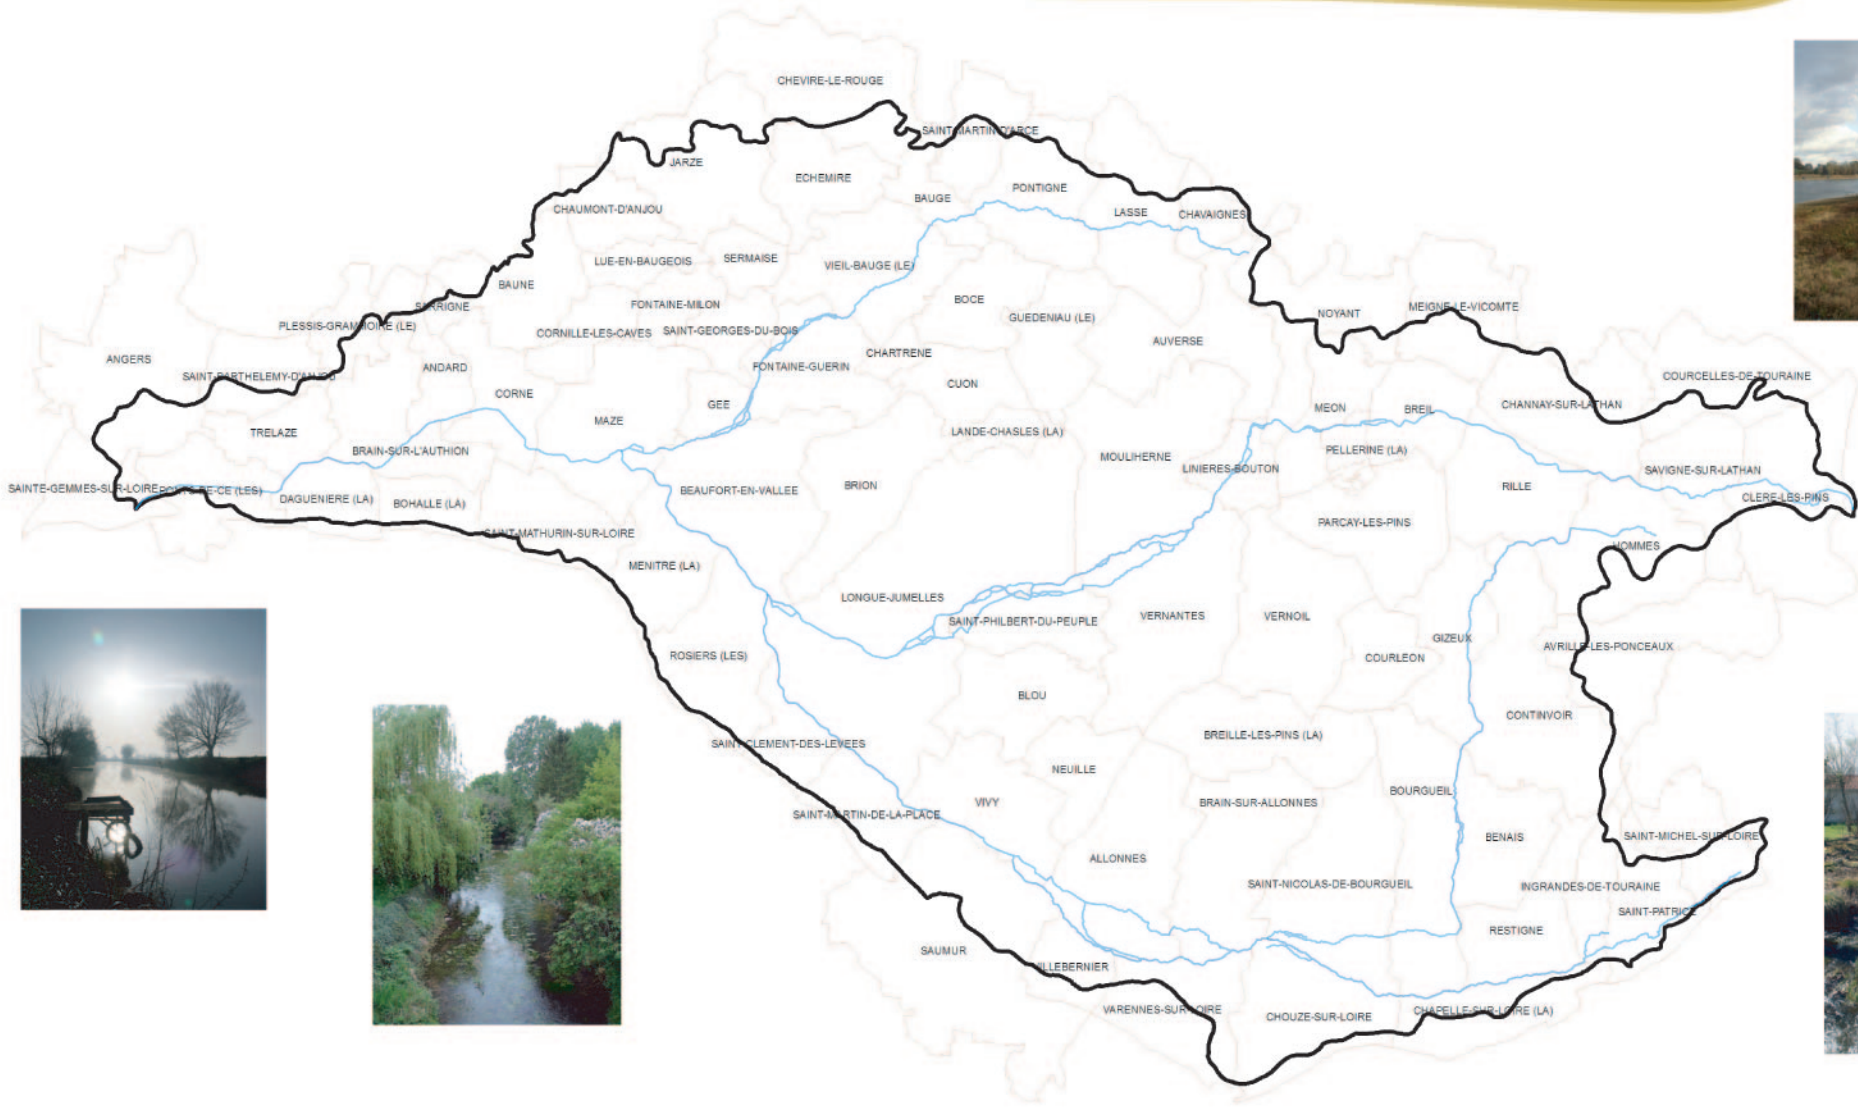 CHEVIRE-LE-ROUGE
SAINT-MARTIN-D'ARCE
JARZE
ECHEMIRE
BAUGE
PONTIGNE
LASSE
CHAVAIGNES
CHAUMONT-D'ANJOU
LUE-EN-BAUGEOIS
SERMAISE
VIEIL-BAUGE (LE)
BAUNE
SARRIGNE
FONTAINE-MILON
BOCE
GUEDENIAU (LE)
NOYANT
MEIGNE-LE-VICOMTE
PLESSIS-GRAMMOIRE (LE)
CORNILLE-LES-CAVES
SAINT-GEORGES-DU-BOIS
AUVERSE
ANGERS
SAINT-BARTHELEMY-D'ANJOU
ANDARD
FONTAINE-GUERIN
CHARTRENE
CUON
COURCELLES-DE-TOURAINE
CORNE
GEE
MEON
BREIL
CHANNAY-SUR-LATHAN
TRELAZE
MAZE
LANDE-CHASLES (LA)
BRAIN-SUR-L'AUTHION
MOULIHERNE
LINIERES-BOUTON
PELLERINE (LA)
SAVIGNE-SUR-LATHAN
SAINTE-GEMMES-SUR-LOIRE
PONTS-DE-CE (LES)
DAGUENIERE (LA)
BOHALLE (LA)
BEAUFORT-EN-VALLEE
BRION
RILLE
CLERE-LES-PINS
SAINT-MATHURIN-SUR-LOIRE
PARCAY-LES-PINS
HOMMES
MENITRE (LA)
LONGUE-JUMELLES
SAINT-PHILBERT-DU-PEUPLE
VERNANTES
VERNOIL
GIZEUX
AVRILLE-LES-PONCEAUX
ROSIERS (LES)
COURLEON
BLOU
CONTINVOIR
SAINT-CLEMENT-DES-LEVEES
BREILLE-LES-PINS (LA)
NEUILLE
VIVY
BRAIN-SUR-ALLONNES
BOURGUEIL
SAINT-MARTIN-DE-LA-PLACE
BENAIS
SAINT-MICHEL-SUR-LOIRE
ALLONNES
SAINT-NICOLAS-DE-BOURGUEIL
INGRANDES-DE-TOURAINE
SAINT-PATRICE
RESTIGNE
SAUMUR
VILLEBERNIER
VARENNES-SUR-LOIRE
CHOUZE-SUR-LOIRE
CHAPELLE-SUR-LOIRE (LA)